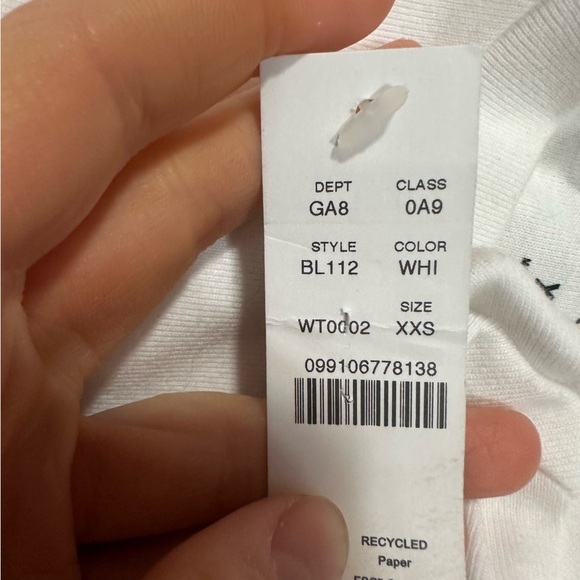 DEPT CLASS
GA8 0A9
STYLE COLOR
BL112 WHI
SIZE
WT0002 XXS
099106778138
RECYCLED
Paper